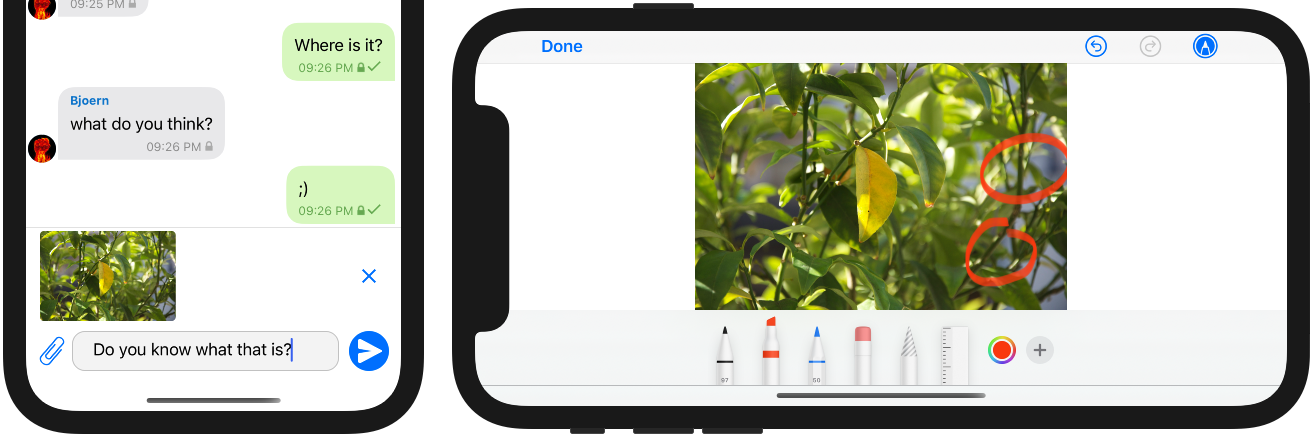 09:25 PM
Where is it?
09:26 PM
Bjoern
what do you think?
09:26 PM
;)
09:26 PM
Do you know what that is?
Done
97
50